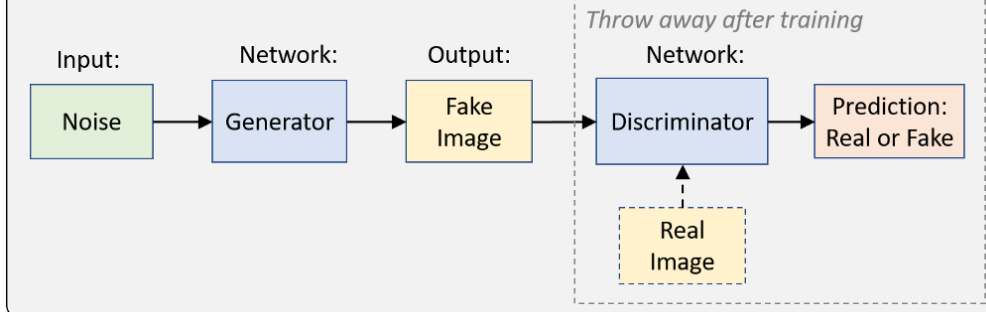 Throw away after training
Input:
Network:
Output:
Network:
Noise
Generator
Fake
Image
Discriminator
Prediction:
Real or Fake
Real
Image